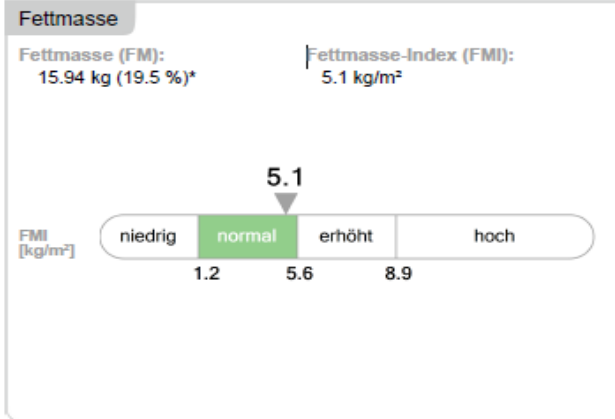 Fettmasse
Fettmasse (FM):
15.94 kg (19.5 %)*
Fettmasse-Index (FMI):
5.1 kg/m²
5.1
FMI
[kg/m²]
niedrig normal erhöht hoch
1.2 5.6 8.9